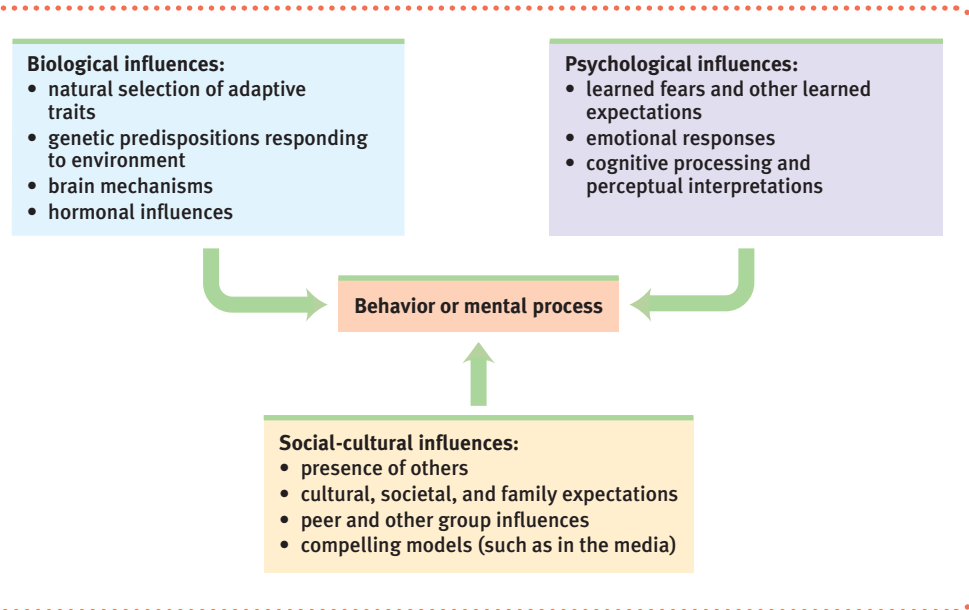 Biological influences:
• natural selection of adaptive
traits
• genetic predispositions responding
to environment
• brain mechanisms
• hormonal influences
Psychological influences:
• learned fears and other learned
expectations
• emotional responses
• cognitive processing and
perceptual interpretations
Behavior or mental process
Social-cultural influences:
• presence of others
• cultural, societal, and family expectations
• peer and other group influences
• compelling models (such as in the media)